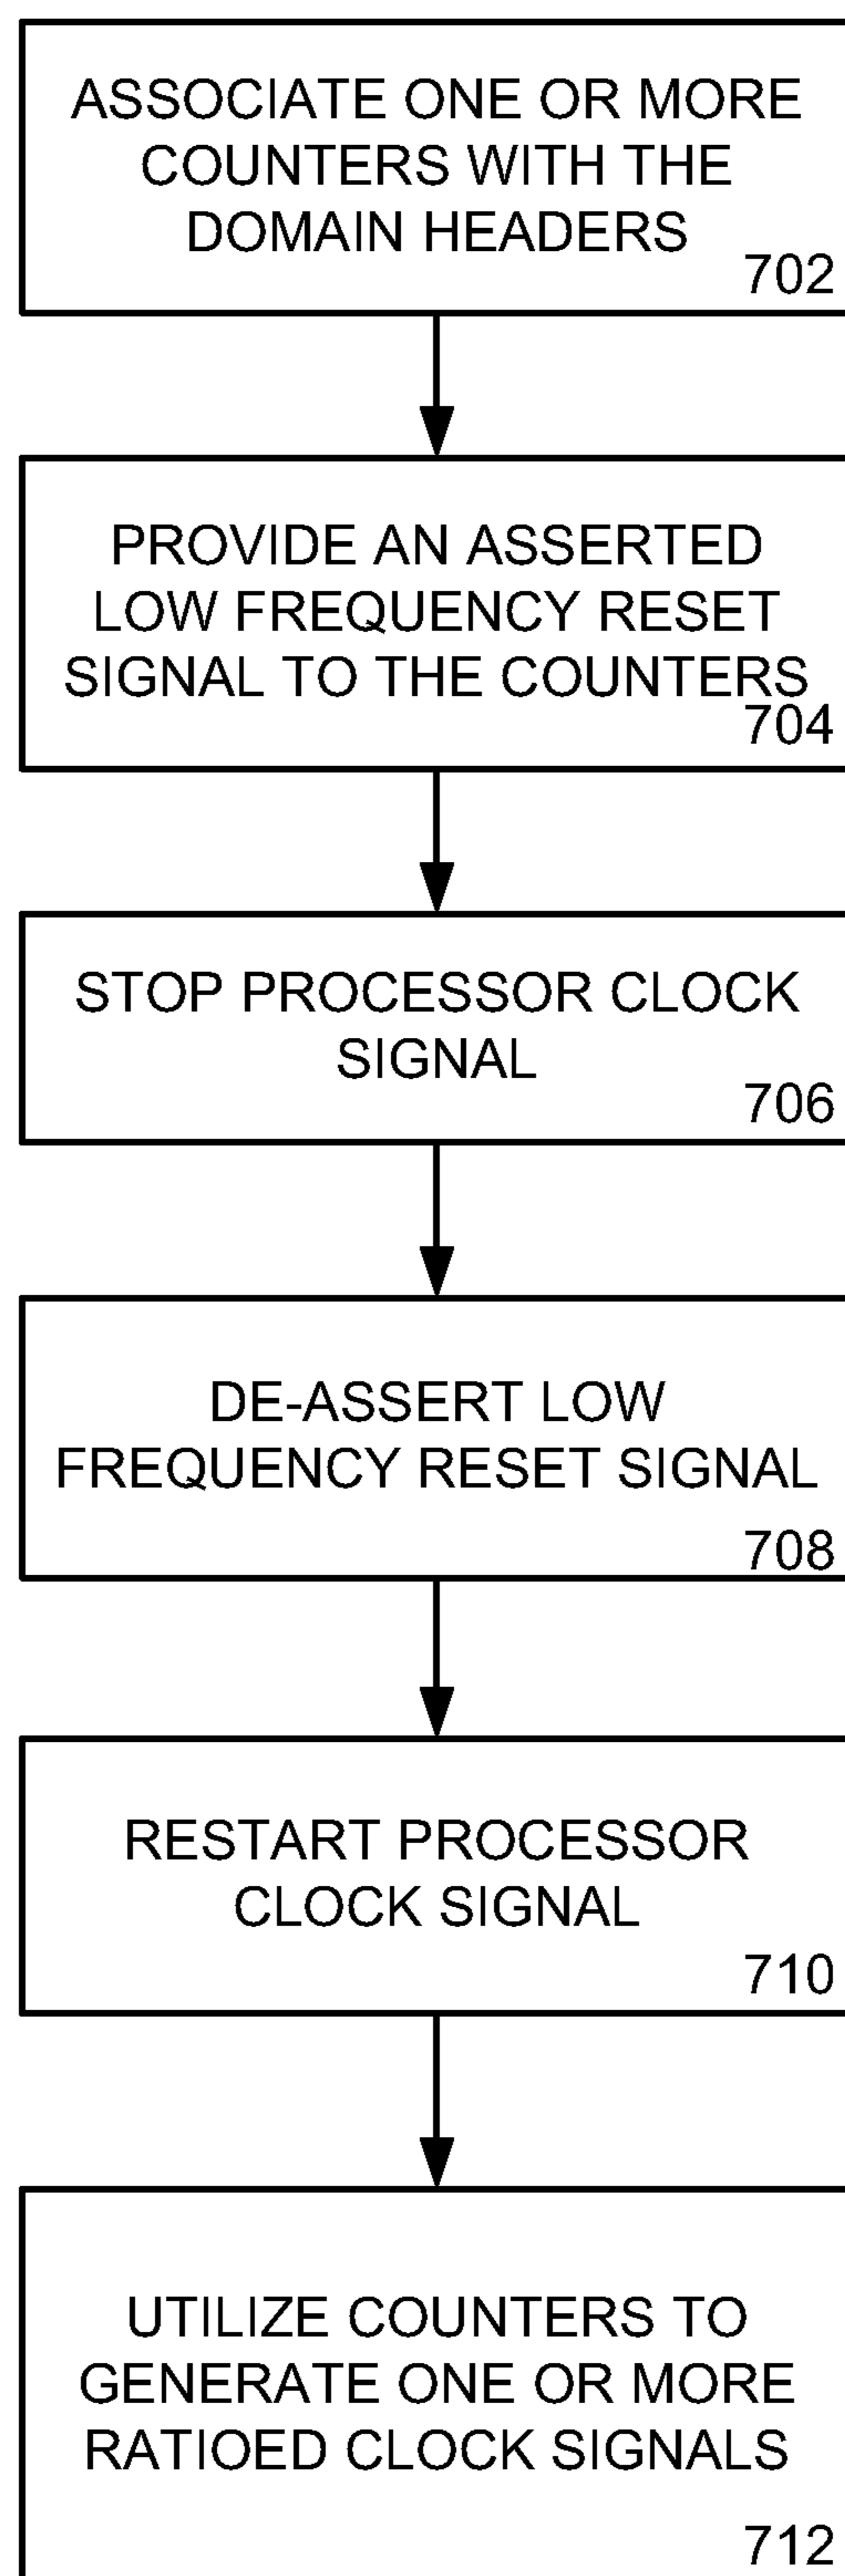 ASSOCIATE ONE OR MORE
COUNTERS WITH THE
DOMAIN HEADERS
702
PROVIDE AN ASSERTED
LOW FREQUENCY RESET
SIGNAL TO THE COUNTERS
704
STOP PROCESSOR CLOCK
SIGNAL
706
DE-ASSERT LOW
FREQUENCY RESET SIGNAL
708
RESTART PROCESSOR
CLOCK SIGNAL
710
UTILIZE COUNTERS TO
GENERATE ONE OR MORE
RATIOED CLOCK SIGNALS
712